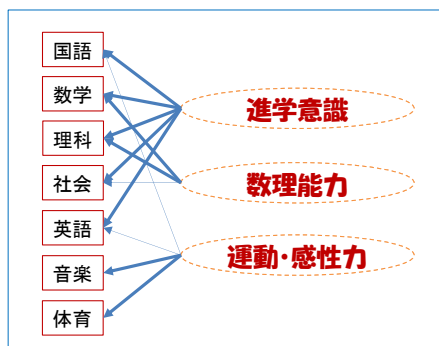 国語
数学
理科
社会
英語
音楽
体育
進学意識
数理能力
運動･感性力